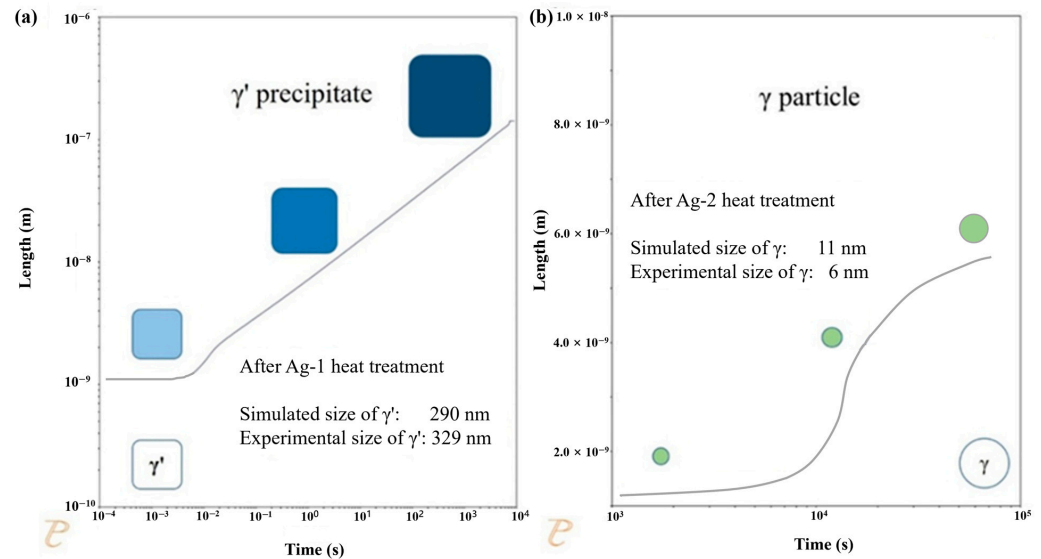 (a)
10⁻⁶
10⁻⁷
10⁻⁸
10⁻⁹
10⁻¹⁰
Length (m)
γ' precipitate
After Ag-1 heat treatment
Simulated size of γ': 290 nm
Experimental size of γ': 329 nm
γ'
10⁻⁴ 10⁻³ 10⁻² 10⁻¹ 10⁰ 10¹ 10² 10³ 10⁴
Time (s)
(b)
1.0 × 10⁻⁸
8.0 × 10⁻⁹
6.0 × 10⁻⁹
4.0 × 10⁻⁹
2.0 × 10⁻⁹
Length (m)
γ particle
After Ag-2 heat treatment
Simulated size of γ: 11 nm
Experimental size of γ: 6 nm
γ
10³ 10⁴ 10⁵
Time (s)